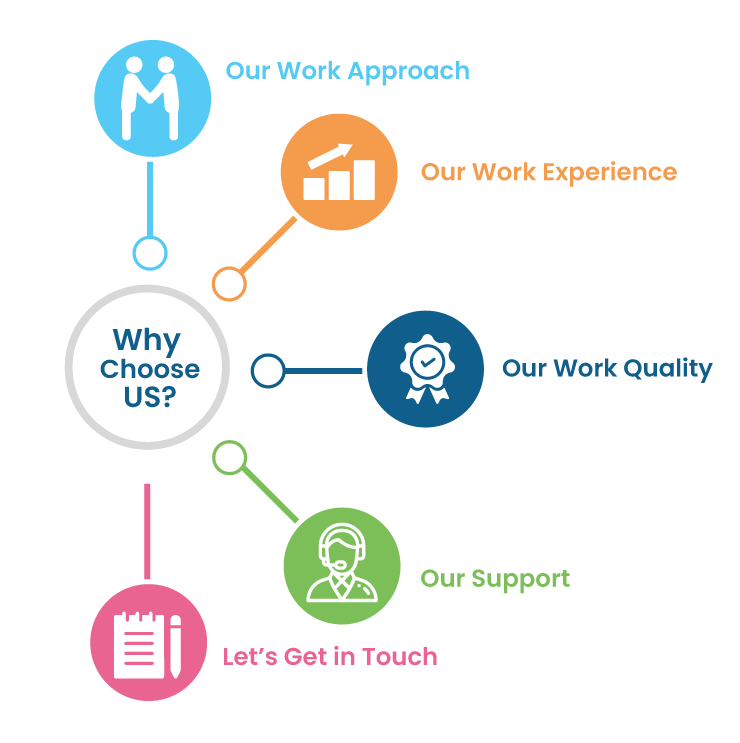 Our Work Approach
Our Work Experience
Why
Choose
US?
Our Work Quality
Our Support
Let's Get in Touch